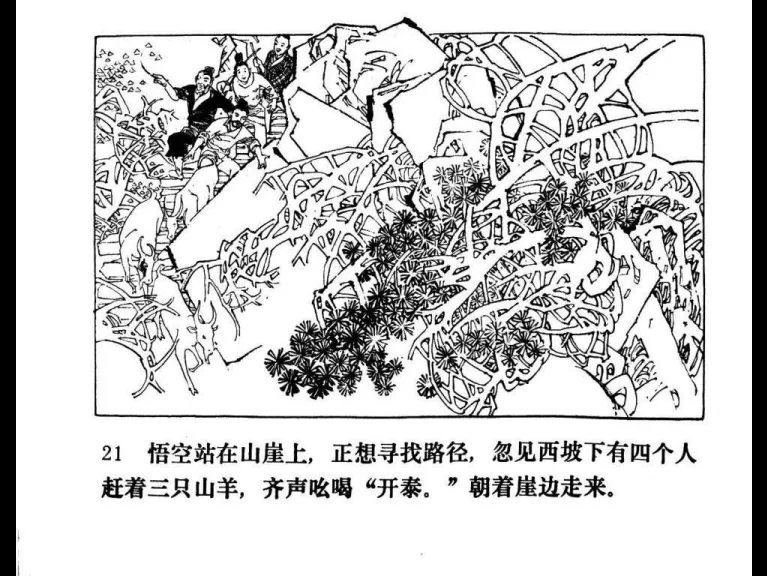 21 悟空站在山崖上，正想寻找路径，忽见西坡下有四个人
赶着三只山羊，齐声吆喝“开泰。”朝着崖边走来。